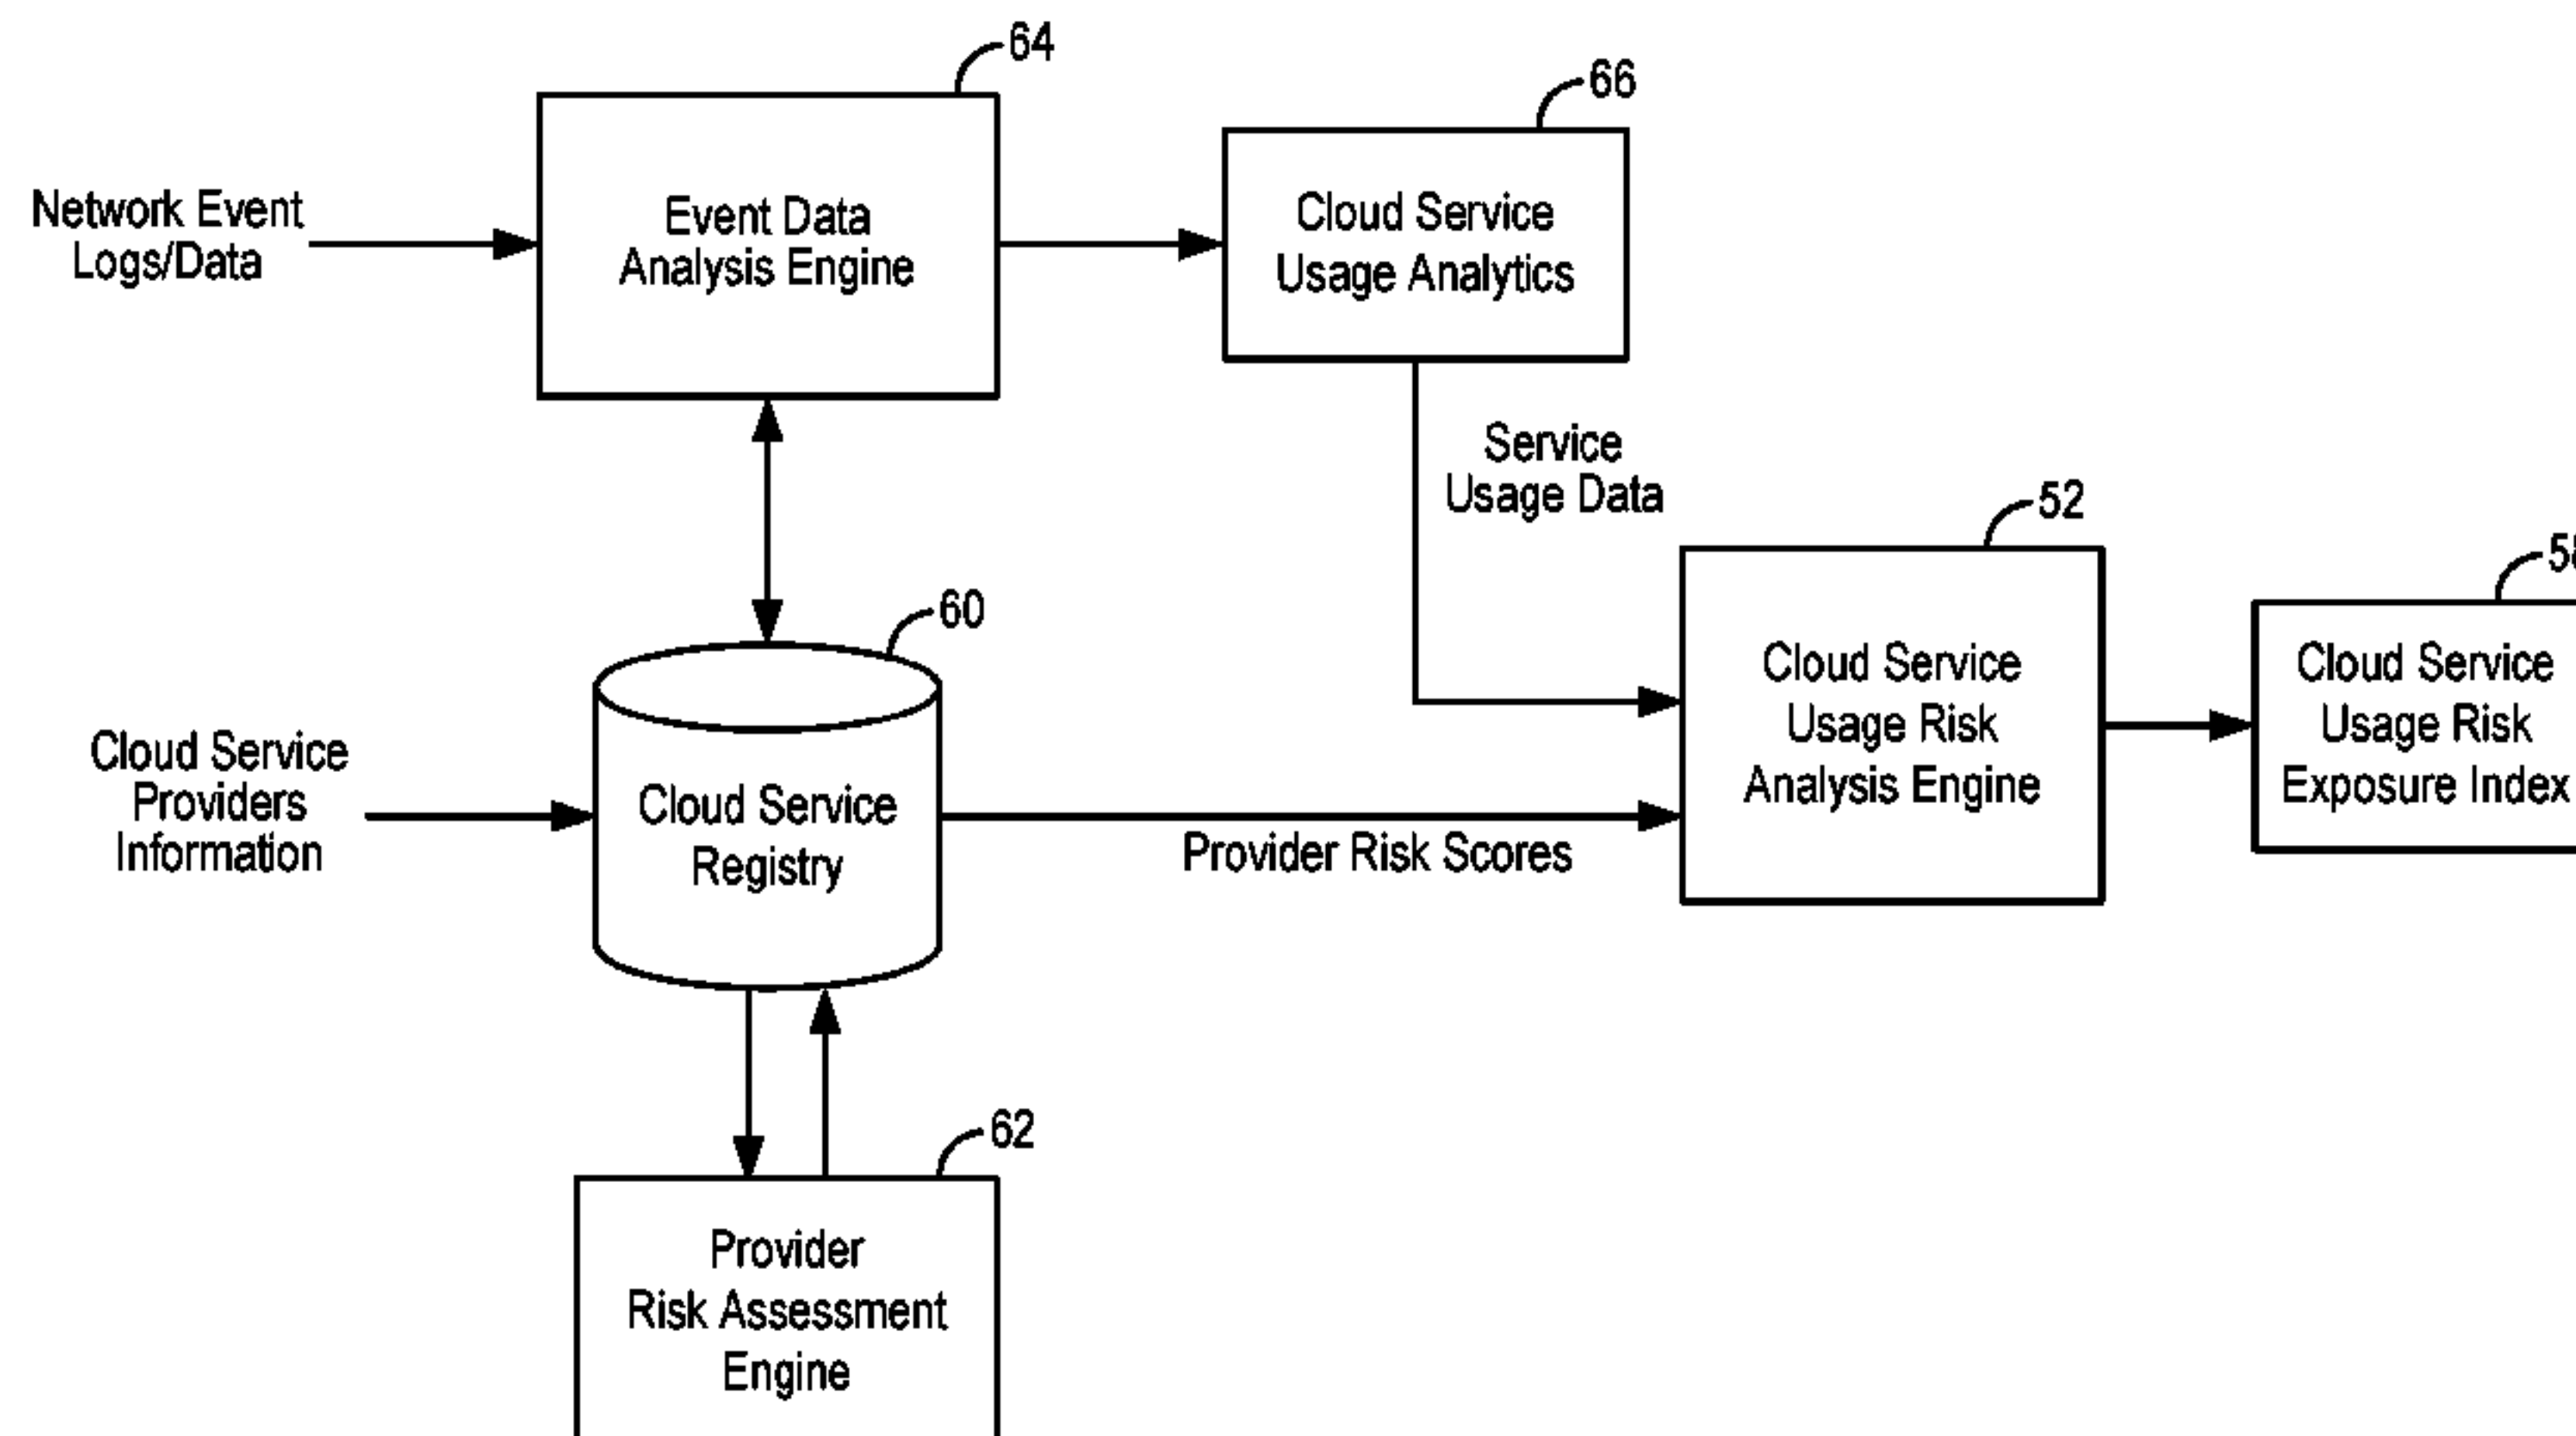 64
66
Network Event
Logs/Data
Event Data
Analysis Engine
Cloud Service
Usage Analytics
Service
Usage Data
52
60
Cloud Service
Providers
Information
Cloud Service
Registry
Provider Risk Scores
Cloud Service
Usage Risk
Analysis Engine
Cloud Service
Usage Risk
Exposure Index
62
Provider
Risk Assessment
Engine